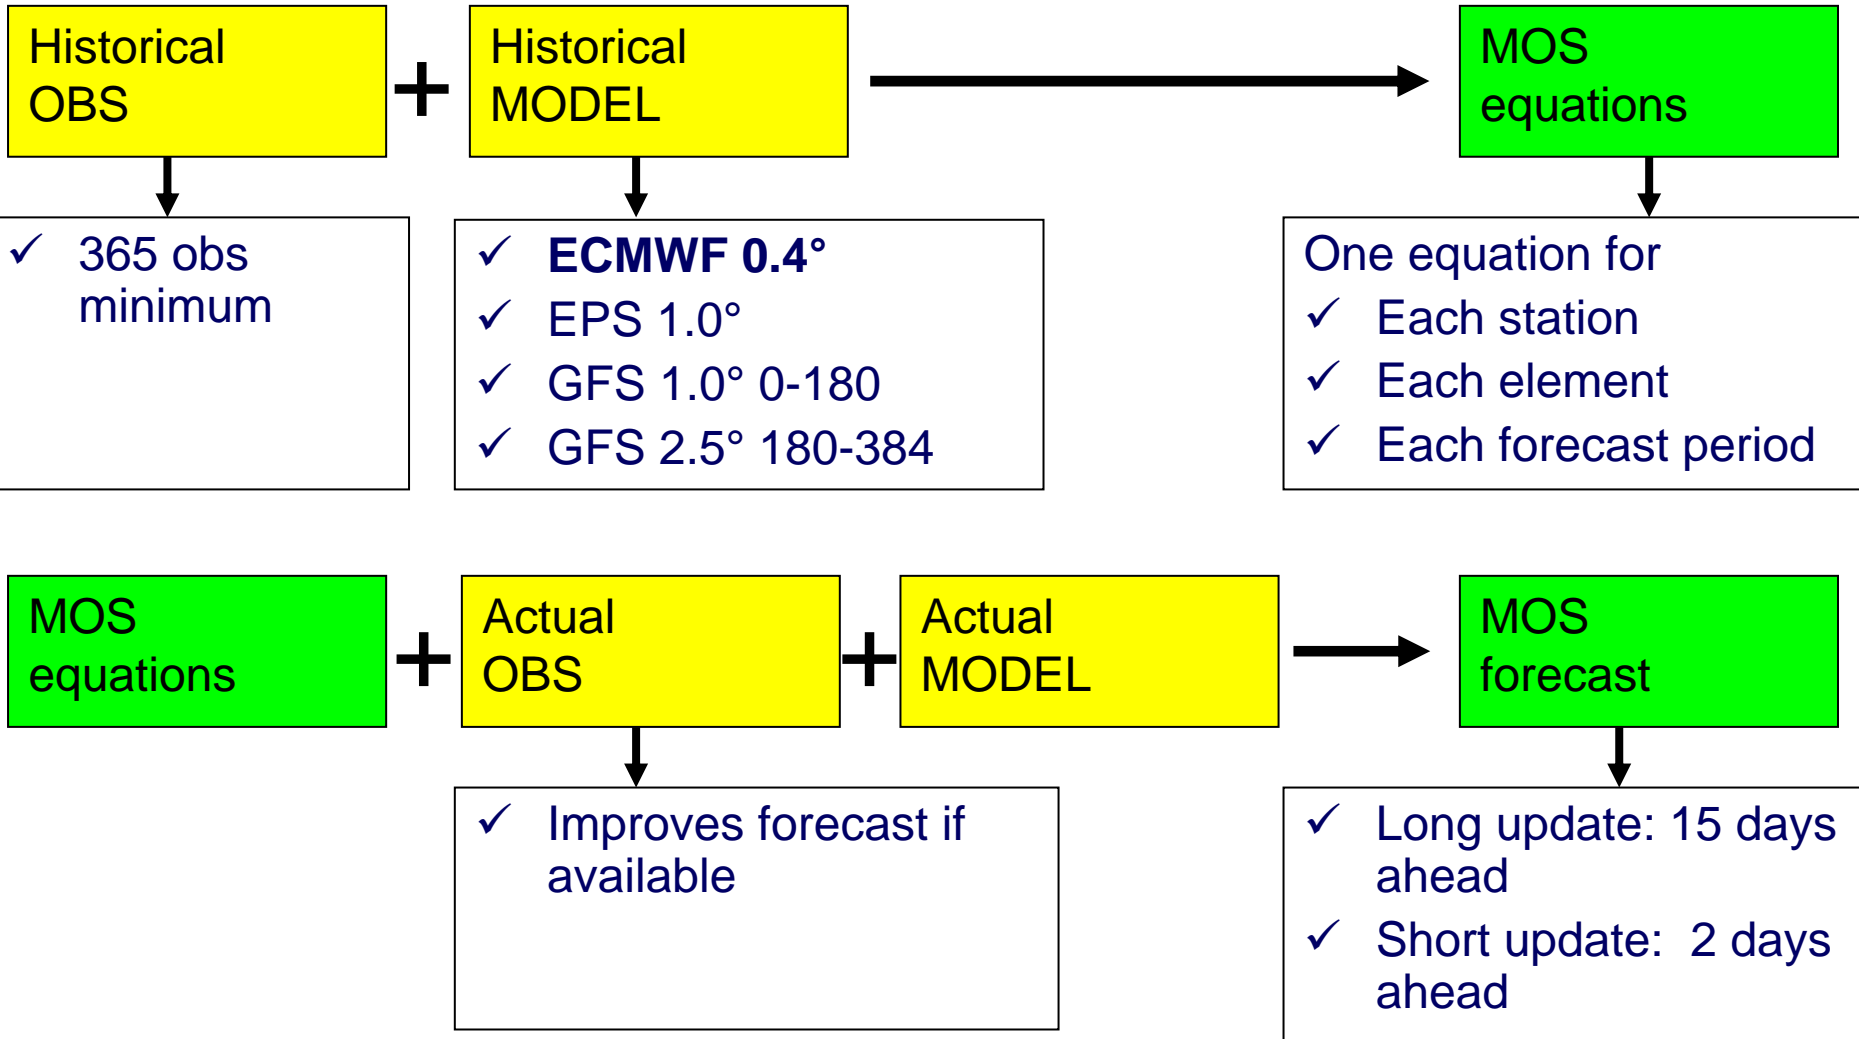 Historical
OBS
+
Historical
MODEL
MOS
equations
✓ 365 obs
minimum
✓ ECMWF 0.4°
✓ EPS 1.0°
✓ GFS 1.0° 0-180
✓ GFS 2.5° 180-384
One equation for
✓ Each station
✓ Each element
✓ Each forecast period
MOS
equations
+
Actual
OBS
+
Actual
MODEL
MOS
forecast
✓ Improves forecast if
available
✓ Long update: 15 days
ahead
✓ Short update: 2 days
ahead